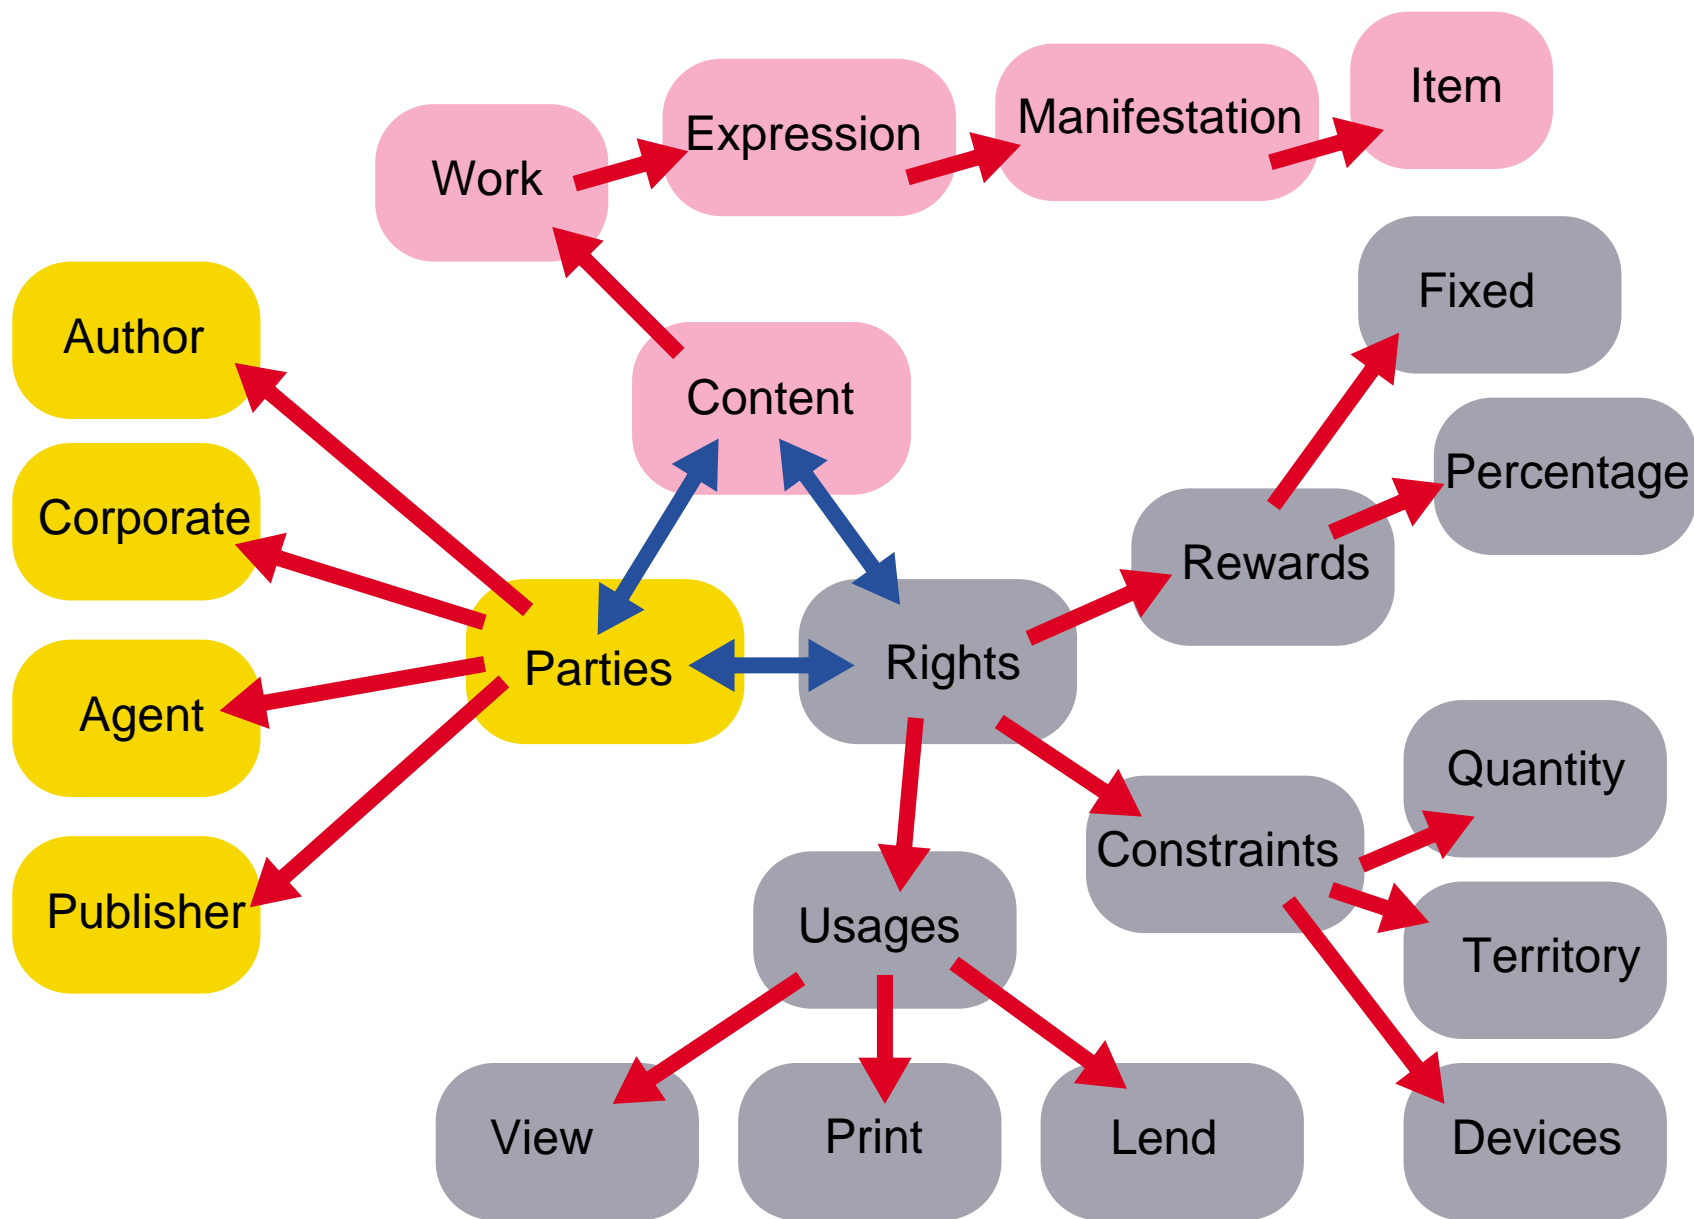 Item
Manifestation
Expression
Work
Fixed
Author
Content
Percentage
Corporate
Rewards
Parties
Rights
Agent
Quantity
Constraints
Publisher
Usages
Territory
View
Print
Lend
Devices